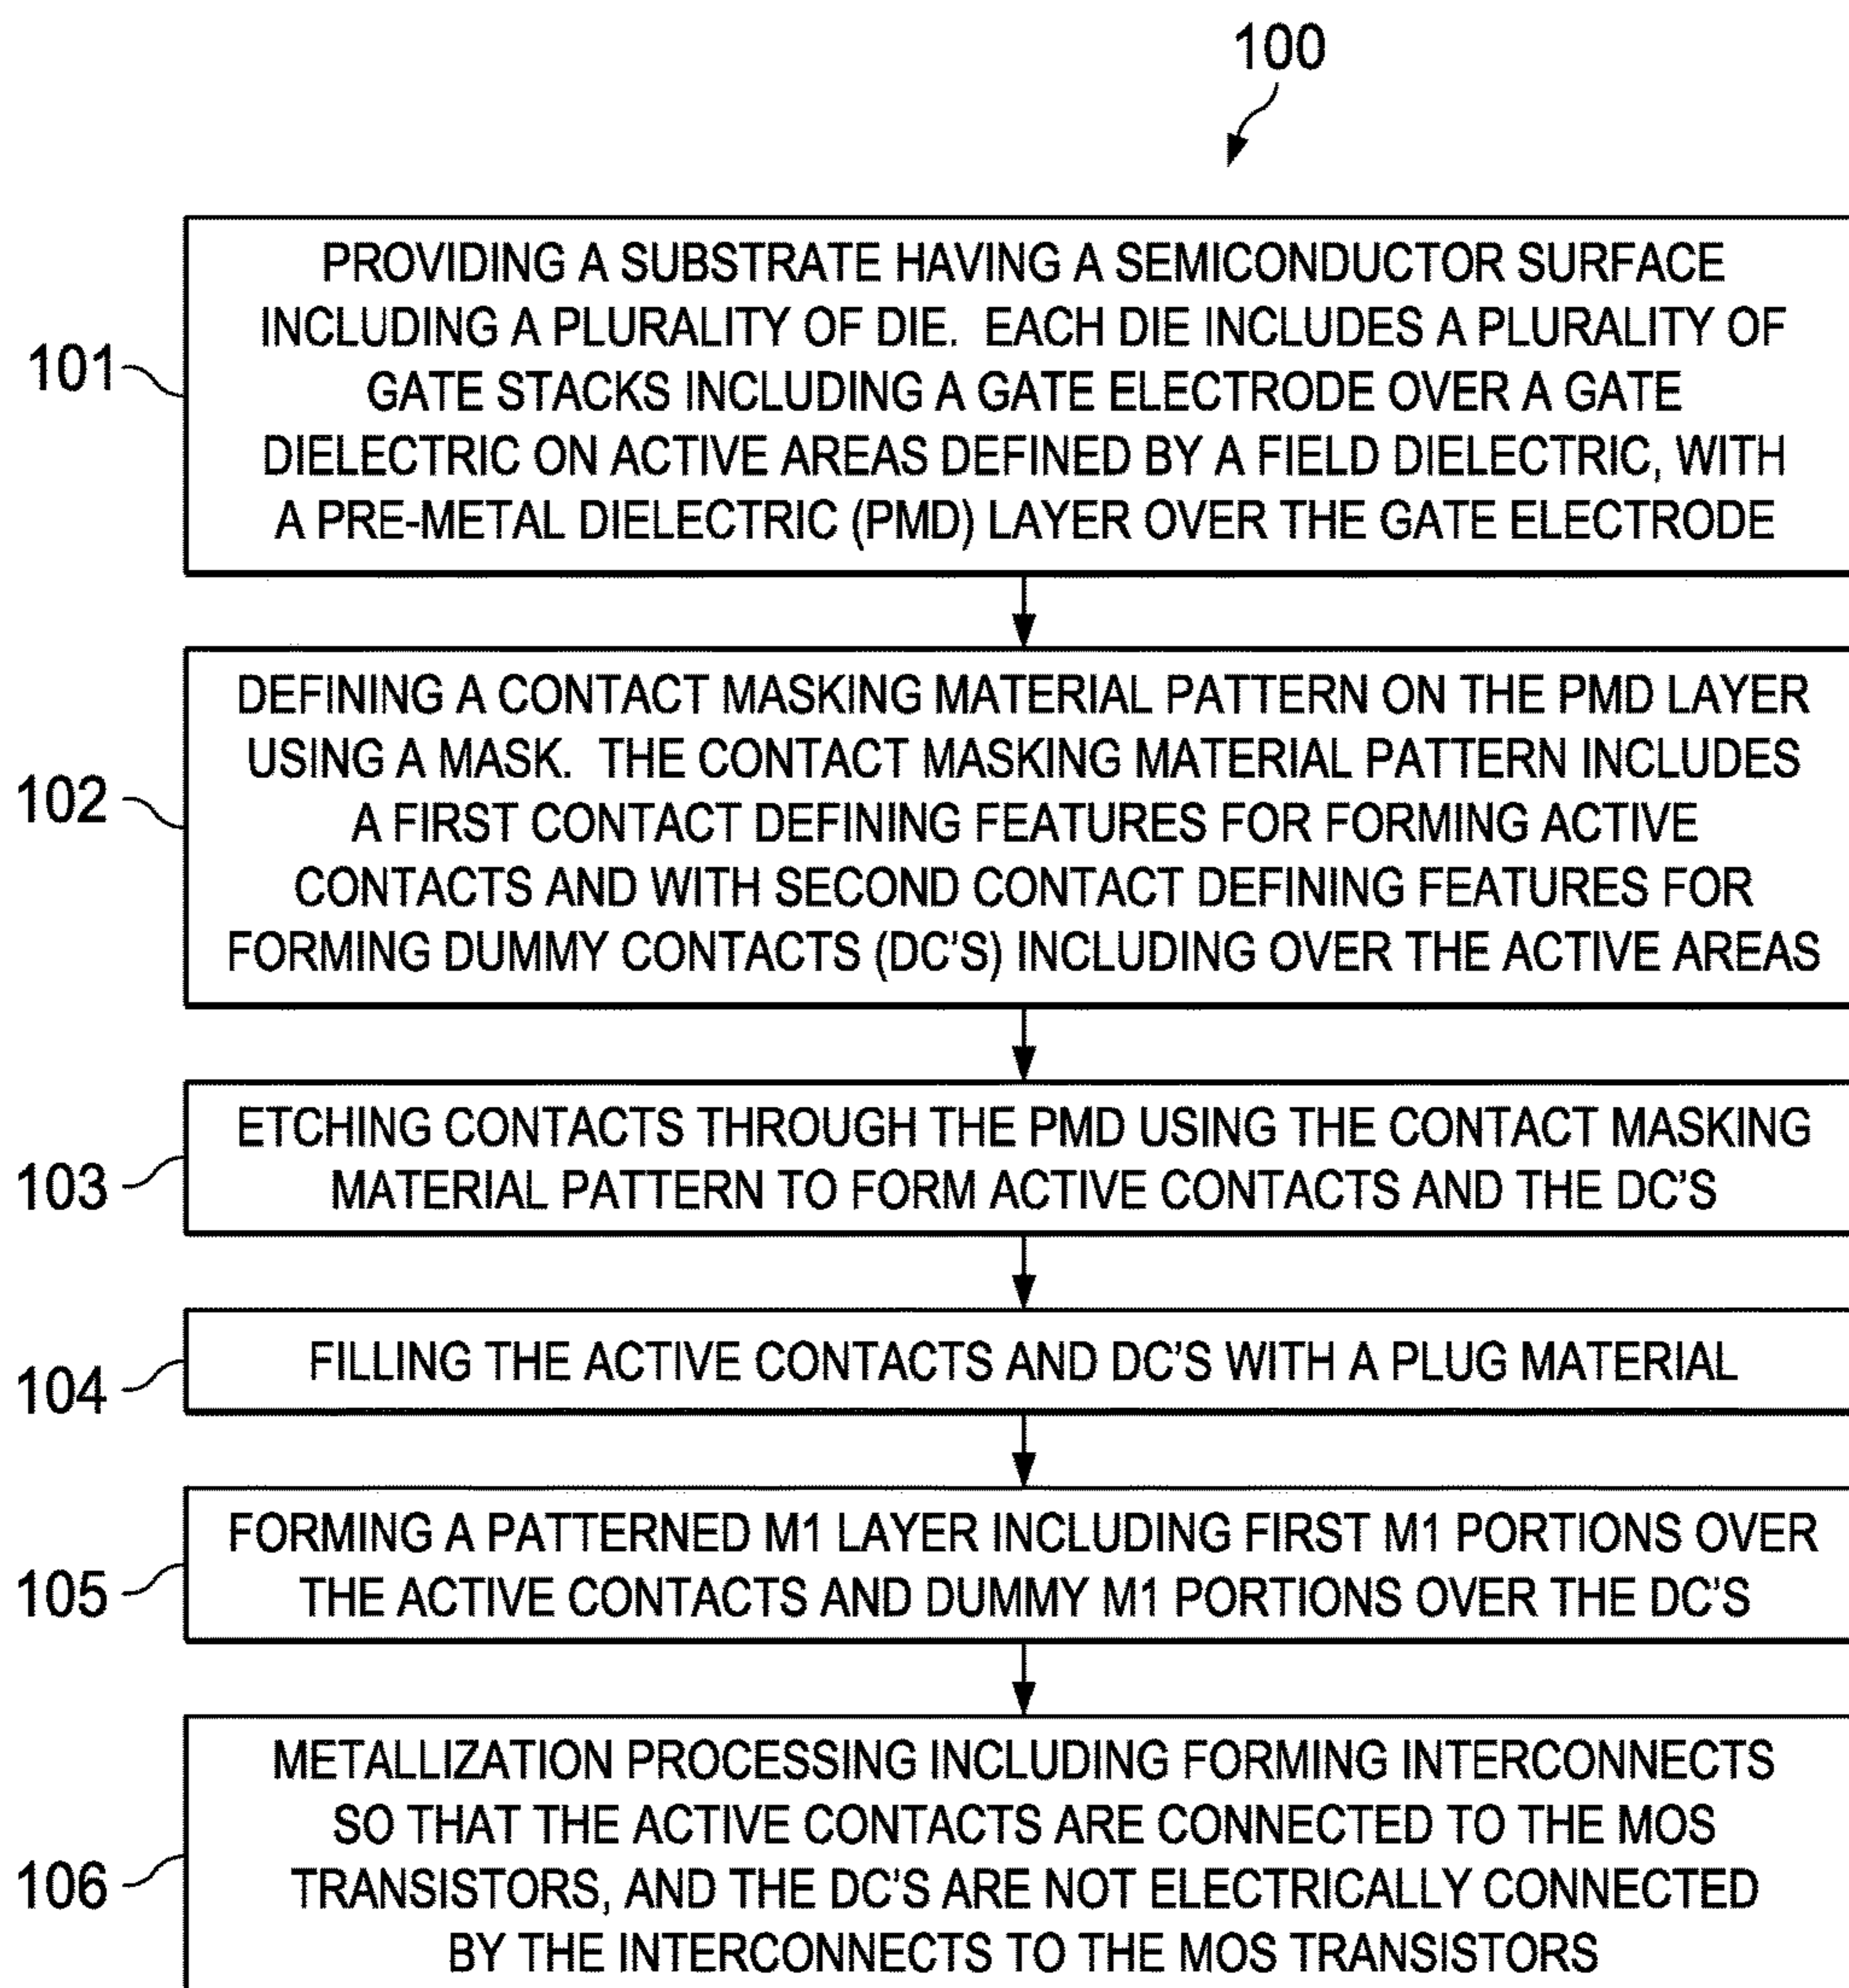 100
101
PROVIDING A SUBSTRATE HAVING A SEMICONDUCTOR SURFACE
INCLUDING A PLURALITY OF DIE. EACH DIE INCLUDES A PLURALITY OF
GATE STACKS INCLUDING A GATE ELECTRODE OVER A GATE
DIELECTRIC ON ACTIVE AREAS DEFINED BY A FIELD DIELECTRIC, WITH
A PRE-METAL DIELECTRIC (PMD) LAYER OVER THE GATE ELECTRODE
102
DEFINING A CONTACT MASKING MATERIAL PATTERN ON THE PMD LAYER
USING A MASK. THE CONTACT MASKING MATERIAL PATTERN INCLUDES
A FIRST CONTACT DEFINING FEATURES FOR FORMING ACTIVE
CONTACTS AND WITH SECOND CONTACT DEFINING FEATURES FOR
FORMING DUMMY CONTACTS (DC'S) INCLUDING OVER THE ACTIVE AREAS
103
ETCHING CONTACTS THROUGH THE PMD USING THE CONTACT MASKING
MATERIAL PATTERN TO FORM ACTIVE CONTACTS AND THE DC'S
104
FILLING THE ACTIVE CONTACTS AND DC'S WITH A PLUG MATERIAL
105
FORMING A PATTERNED M1 LAYER INCLUDING FIRST M1 PORTIONS OVER
THE ACTIVE CONTACTS AND DUMMY M1 PORTIONS OVER THE DC'S
106
METALLIZATION PROCESSING INCLUDING FORMING INTERCONNECTS
SO THAT THE ACTIVE CONTACTS ARE CONNECTED TO THE MOS
TRANSISTORS, AND THE DC'S ARE NOT ELECTRICALLY CONNECTED
BY THE INTERCONNECTS TO THE MOS TRANSISTORS